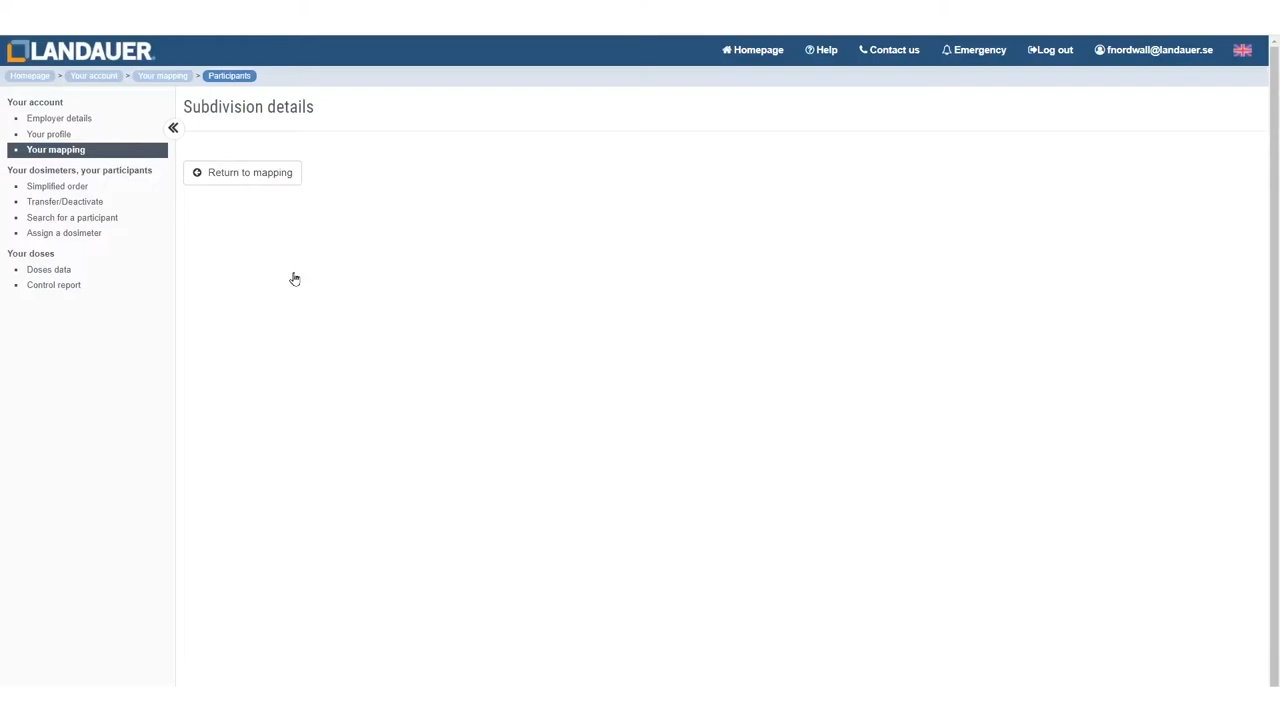 LANDAUER
Homepage Help Contact us Emergency Log out fnordwall@landauer.se
Homepage > Your account > Your mapping > Participants
Your account
Employer details
Your profile
Your mapping
Your dosimeters, your participants
Simplified order
Transfer/Deactivate
Search for a participant
Assign a dosimeter
Your doses
Doses data
Control report
Subdivision details
Return to mapping